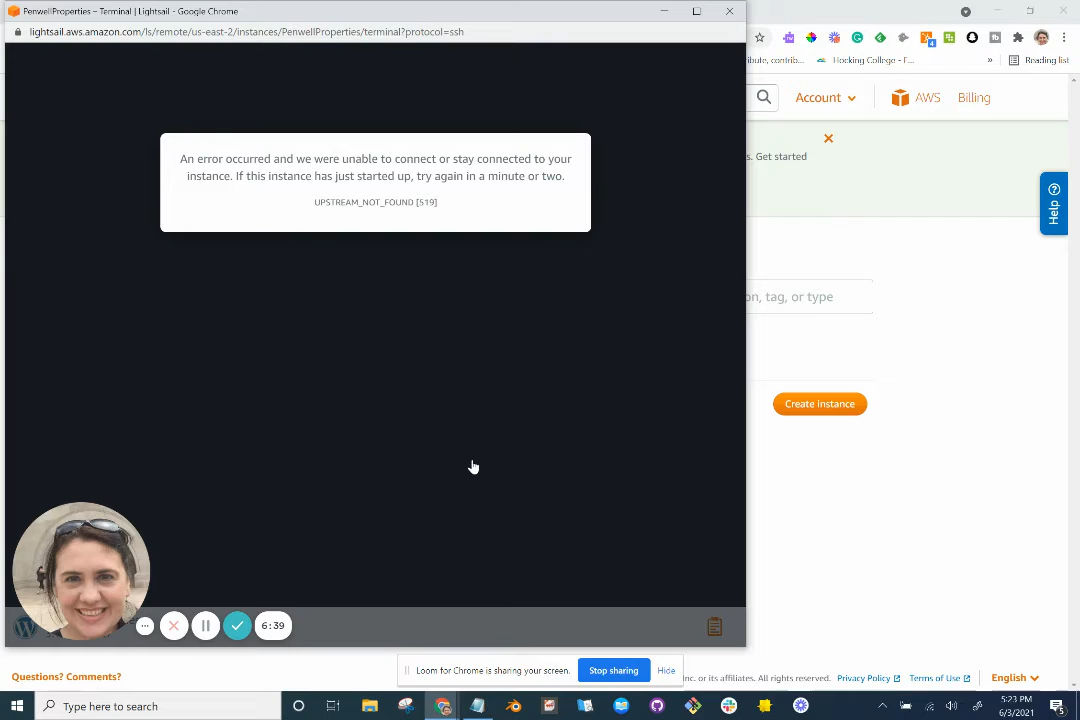 PenwellProperties – Terminal | Lightsail - Google Chrome
lightsail.aws.amazon.com/ls/remote/us-east-2/instances/PenwellProperties/terminal?protocol=ssh
ibute, contrib...
Hocking College - F...
»
Reading list
4
Account
AWS
Billing
An error occurred and we were unable to connect or stay connected to your
instance. If this instance has just started up, try again in a minute or two.
UPSTREAM_NOT_FOUND [519]
s. Get started
Help
on, tag, or type
Create instance
6:39
Loom for Chrome is sharing your screen.
Stop sharing
Hide
Questions? Comments?
Inc. or its affiliates. All rights reserved.
Privacy Policy
Terms of Use
English
Type here to search
5:23 PM
6/3/2021
5